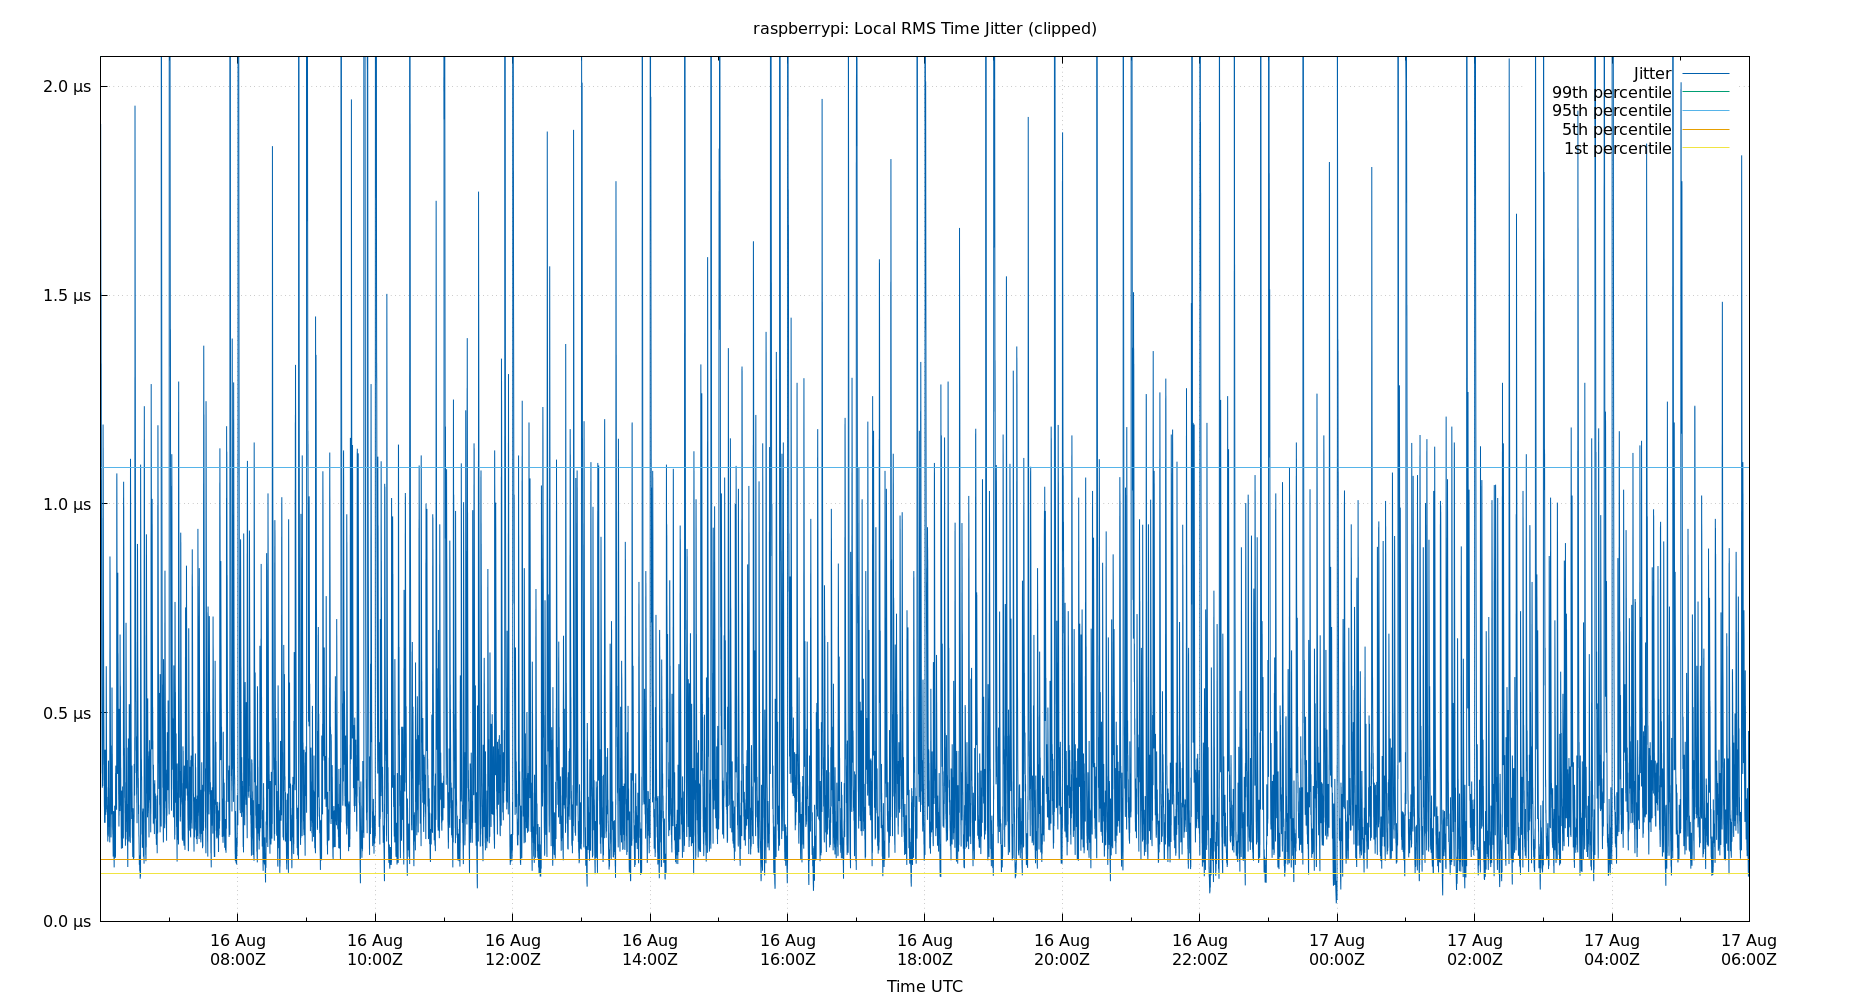 raspberrypi: Local RMS Time Jitter (clipped)
2.0 µs
1.5 µs
1.0 µs
0.5 µs
0.0 µs
Jitter
99th percentile
95th percentile
5th percentile
1st percentile
16 Aug
08:00Z
16 Aug
10:00Z
16 Aug
12:00Z
16 Aug
14:00Z
16 Aug
16:00Z
16 Aug
18:00Z
16 Aug
20:00Z
16 Aug
22:00Z
17 Aug
00:00Z
17 Aug
02:00Z
17 Aug
04:00Z
17 Aug
06:00Z
Time UTC